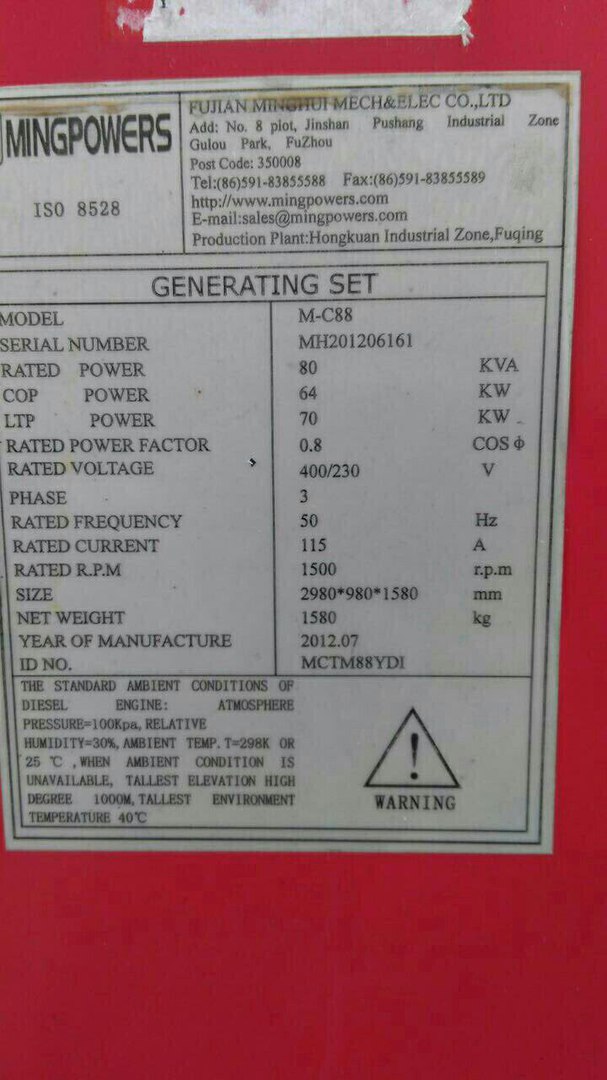 MINGPOWERS
ISO 8528
FUJIAN MINGHUI MECH&ELEC CO.,LTD
Add: No. 8 plot, Jinshan Pushang Industrial Zone
Gulou Park, FuZhou
Post Code: 350008
Tel:(86)591-83855588 Fax:(86)591-83855589
http://www.mingpowers.com
E-mail:sales@mingpowers.com
Production Plant:Hongkuan Industrial Zone,Fuqing
GENERATING SET
MODEL M-C88
SERIAL NUMBER MH201206161
RATED POWER 80 KVA
COP POWER 64 KW
LTP POWER 70 KW
RATED POWER FACTOR 0.8 COS ϕ
RATED VOLTAGE 400/230 V
PHASE 3
RATED FREQUENCY 50 Hz
RATED CURRENT 115 A
RATED R.P.M 1500 r.p.m
SIZE 2980*980*1580 mm
NET WEIGHT 1580 kg
YEAR OF MANUFACTURE 2012.07
ID NO. MCTM88YDI
THE STANDARD AMBIENT CONDITIONS OF
DIESEL ENGINE: ATMOSPHERE
PRESSURE=100Kpa, RELATIVE
HUMIDITY=30%, AMBIENT TEMP. T=298K OR
25 ℃ ,WHEN AMBIENT CONDITION IS
UNAVAILABLE, TALLEST ELEVATION HIGH
DEGREE 1000M, TALLEST ENVIRONMENT
TEMPERATURE 40℃
!
WARNING